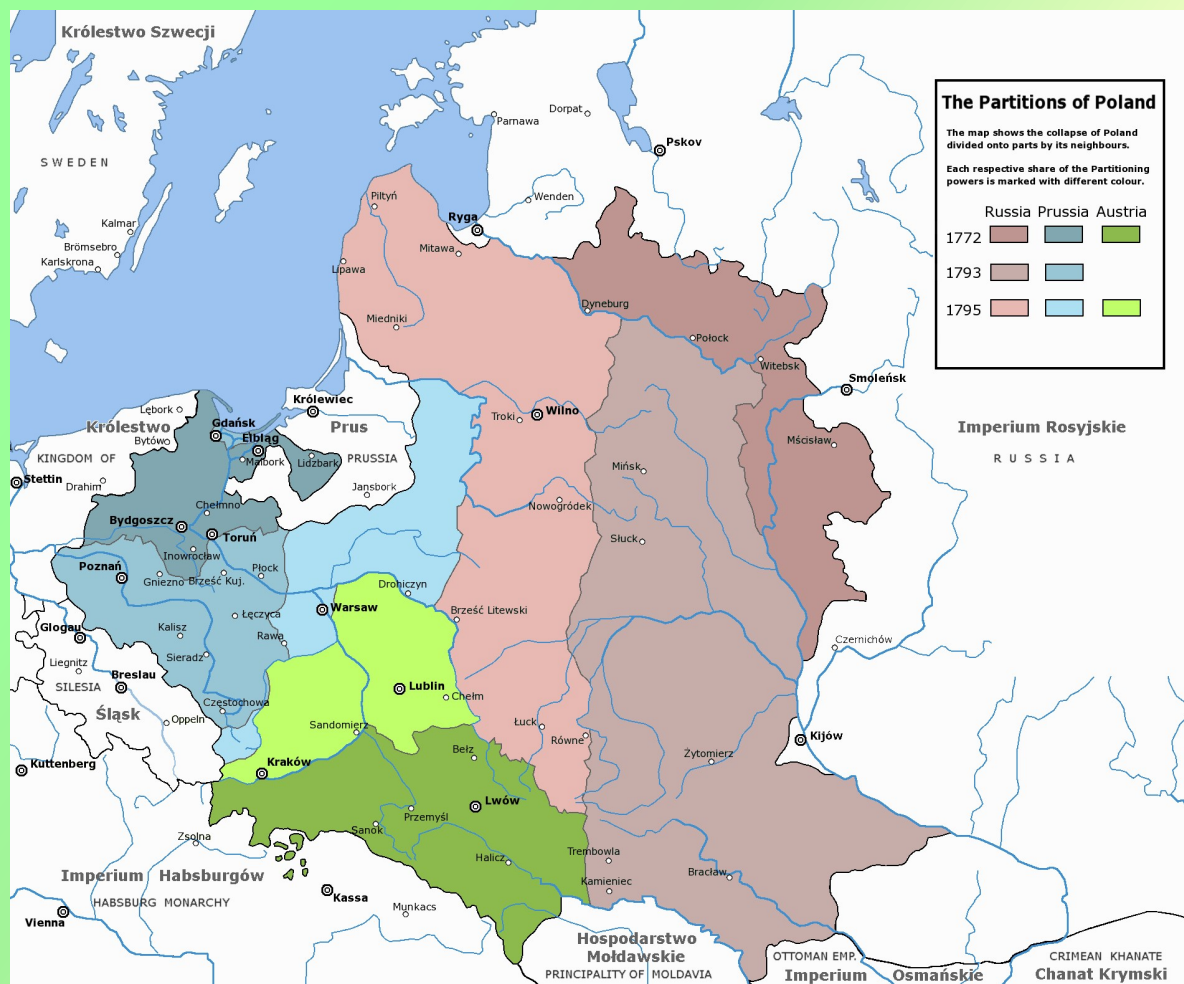 Królestwo Szwecji
SWEDEN
Kalmar
Brömsebro
Karlskrona
Dorpat
Parnawa
Pskov
Wenden
Piltyń
Ryga
Mitawa
Lipawa
Miedniki
Dyneburg
Połock
Witebsk
Smoleńsk
The Partitions of Poland
The map shows the collapse of Poland
divided onto parts by its neighbours.
Each respective share of the Partitioning
powers is marked with different colour.
Russia Prussia Austria
1772
1793
1795
Lębork
Królestwo
Bytówo
KINGDOM OF
Drahim
Stettin
Gdańsk
Elbląg
Malbork
Królewiec
Prus
Lidzbark
PRUSSIA
Jansbork
Troki
Wilno
Mścisław
Imperium Rosyjskie
RUSSIA
Mińsk
Nowogródek
Słuck
Chełmno
Bydgoszcz
Toruń
Inowrocław
Poznań
Gniezno
Brześć Kuj.
Płock
Drohiczyn
Warsaw
Brześć Litewski
Łęczyca
Kalisz
Rawa
Sieradz
Glogau
Liegnitz
SILESIA
Breslau
Śląsk
Oppeln
Częstochowa
Lublin
Chełm
Czernichów
Sandomierz
Łuck
Równe
Bełz
Żytomierz
Kijów
Kuttenberg
Kraków
Lwów
Przemyśl
Sanok
Zsolna
Halicz
Trembowla
Kamieniec
Bracław
Imperium Habsburgów
HABSBURG MONARCHY
Vienna
Kassa
Munkacs
Hospodarstwo
Mołdawskie
PRINCIPALITY OF MOLDAVIA
OTTOMAN EMP.
Imperium Osmańskie
CRIMEAN KHANATE
Chanat Krymski